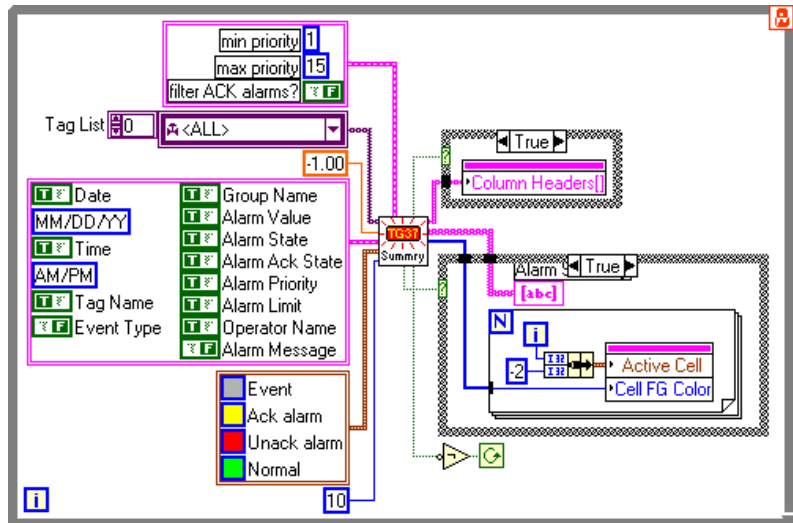 min priority 1
max priority 15
filter ACK alarms? F
Tag List 0 <ALL>
-1.00
True
Column Headers[]
T Date
MM/DD/YY
T Time
AM/PM
T Tag Name
F Event Type
T Group Name
T Alarm Value
T Alarm State
T Alarm Ack State
T Alarm Priority
T Alarm Limit
T Operator Name
F Alarm Message
TG37
Summry
Alarm S
True
[abc]
N
i
-2
I32
I32
Active Cell
Cell FG Color
Event
Ack alarm
Unack alarm
Normal
10
i